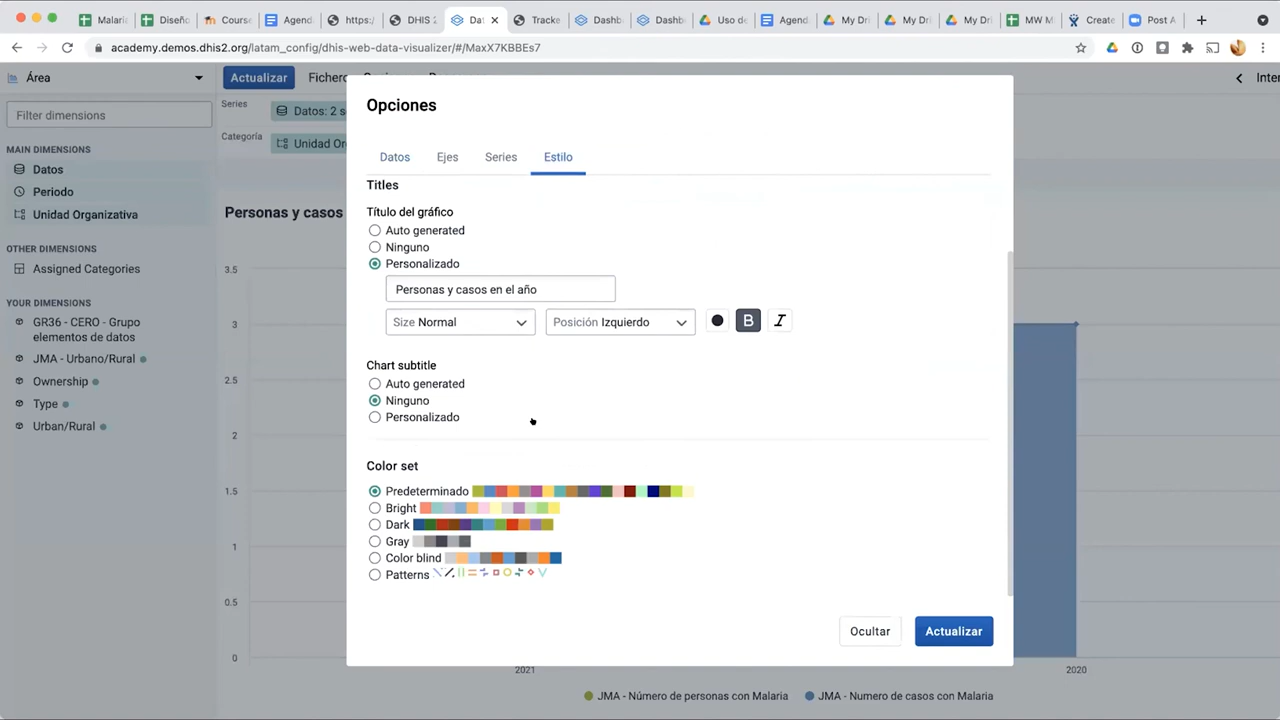 Malari
Diseño
Course
Agend
https:/
DHIS 2
Dat
Tracke
Dashb
Dashb
Uso de
Agend
My Dri
My Dri
My Dri
MW M
Create
Post A
academy.demos.dhis2.org/latam_config/dhis-web-data-visualizer/#/MaxX7KBBEs7
Área
Actualizar
Fichero
Inter
Filter dimensions
Series
Datos: 2 s
Categoría
Unidad Or
MAIN DIMENSIONS
Datos
Periodo
Unidad Organizativa
OTHER DIMENSIONS
Assigned Categories
YOUR DIMENSIONS
GR36 - CERO - Grupo
elementos de datos
JMA - Urbano/Rural
Ownership
Type
Urban/Rural
Personas y casos
3.5
3
2.5
2
1.5
1
0.5
0
Opciones
Datos
Ejes
Series
Estilo
Titles
Título del gráfico
Auto generated
Ninguno
Personalizado
Personas y casos en el año
Size Normal
Posición Izquierdo
B
I
Chart subtitle
Auto generated
Ninguno
Personalizado
Color set
Predeterminado
Bright
Dark
Gray
Color blind
Patterns
Ocultar
Actualizar
2021
2020
JMA - Número de personas con Malaria
JMA - Numero de casos con Malaria